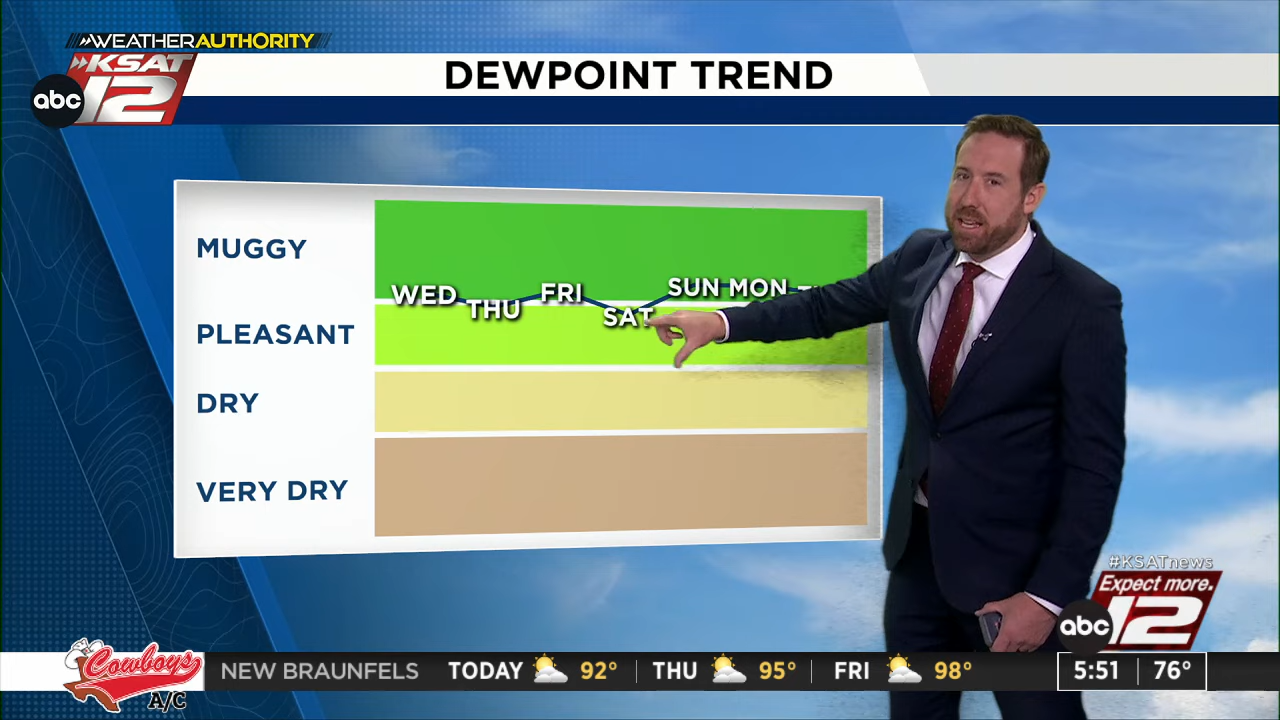 WEATHERAUTHORITY
KSAT
abc 12
DEWPOINT TREND
MUGGY
PLEASANT
DRY
VERY DRY
WED THU FRI SAT SUN MON
#KSATnews
Expect more.
abc 12
Cowboys
A/C
NEW BRAUNFELS TODAY 92° THU 95° FRI 98° 5:51 76°